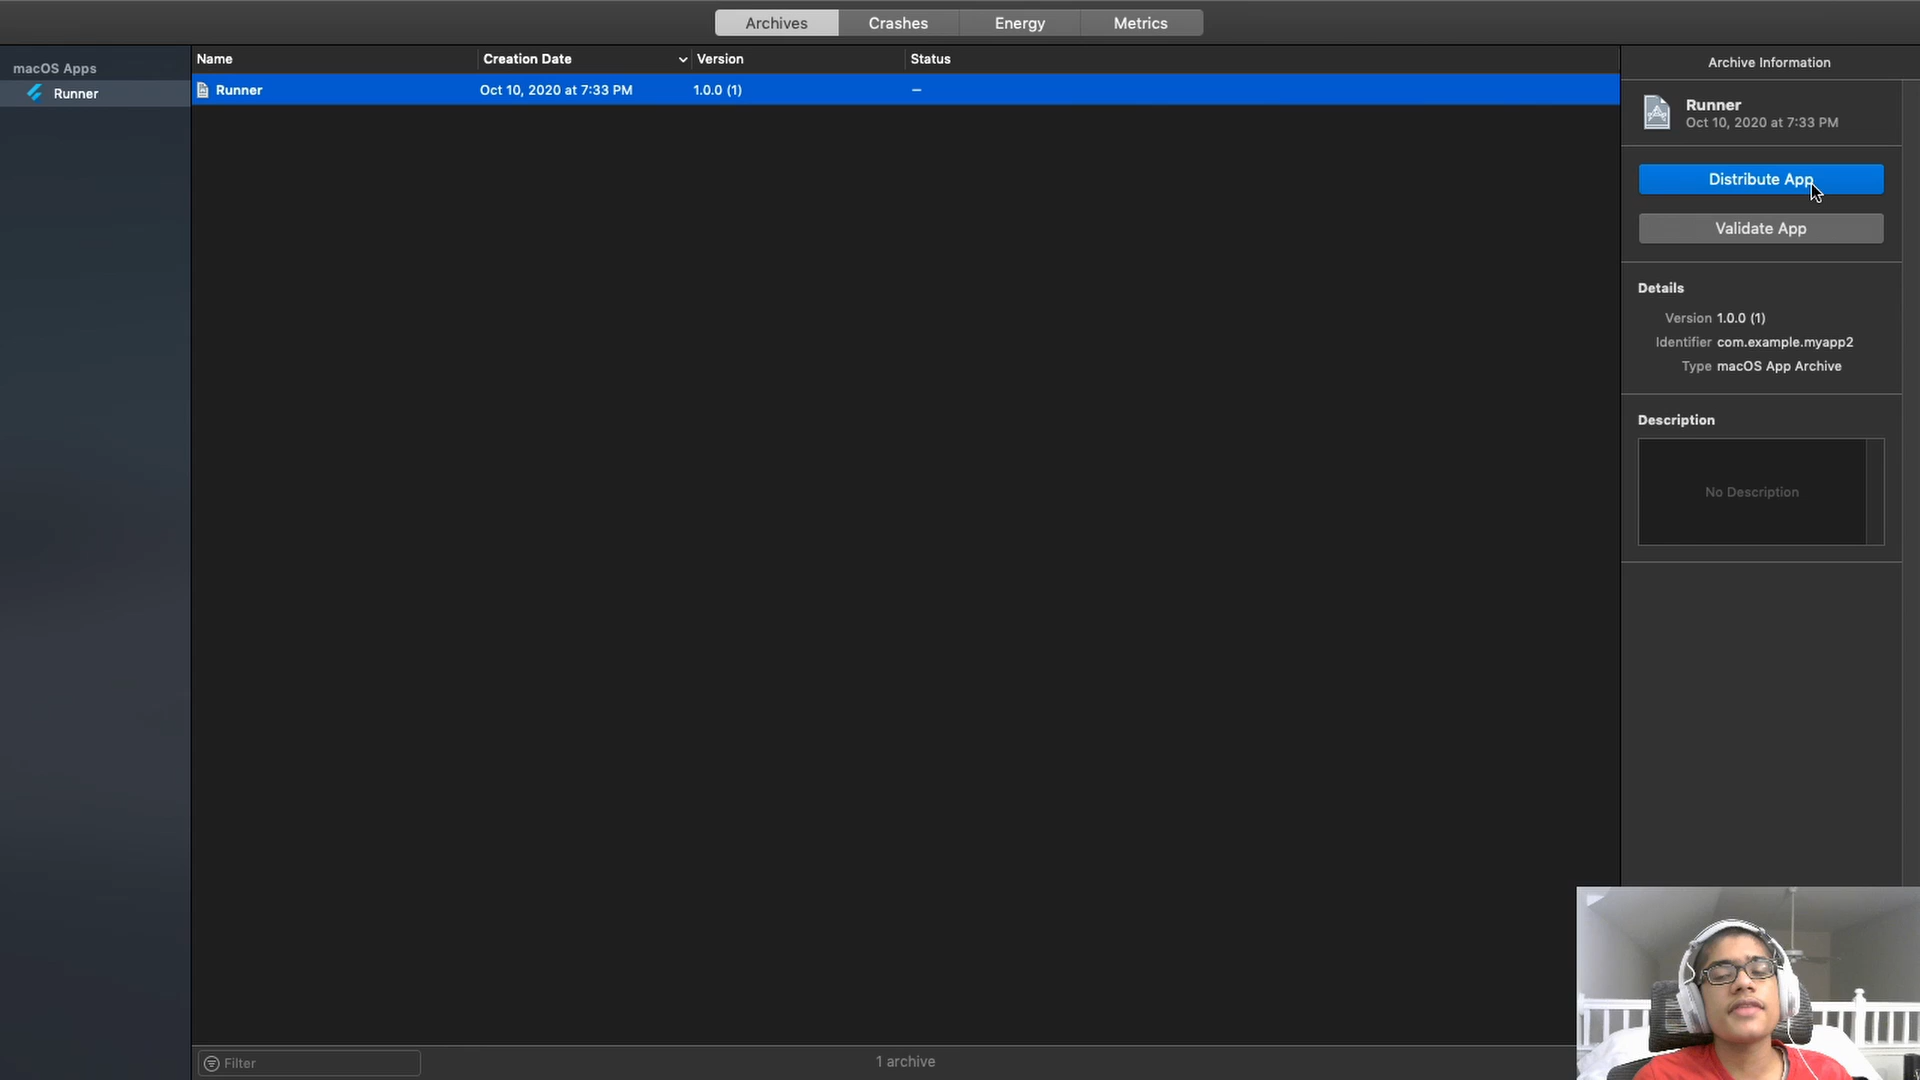 Archives Crashes Energy Metrics
macOS Apps
Runner
Name Creation Date Version Status
Runner Oct 10, 2020 at 7:33 PM 1.0.0 (1) –
Archive Information
Runner
Oct 10, 2020 at 7:33 PM
Distribute App
Validate App
Details
Version 1.0.0 (1)
Identifier com.example.myapp2
Type macOS App Archive
Description
No Description
Filter
1 archive